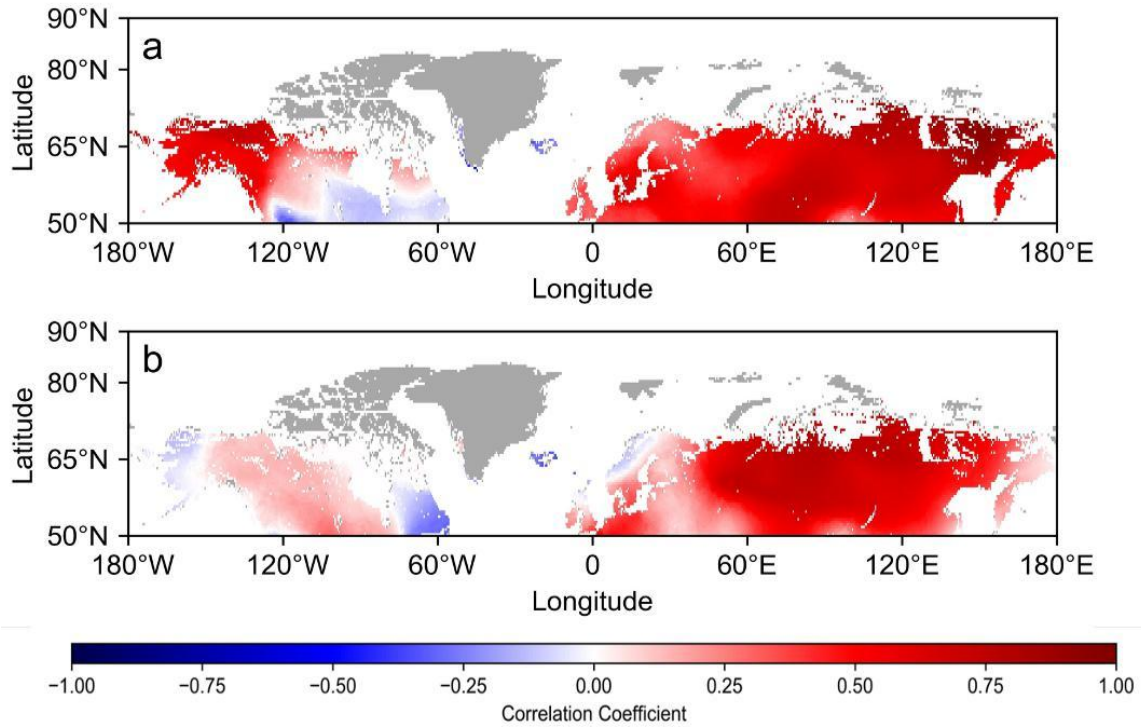 a
90°N
80°N
65°N
50°N
Latitude
180°W 120°W 60°W 0 60°E 120°E 180°E
Longitude
b
90°N
80°N
65°N
50°N
Latitude
180°W 120°W 60°W 0 60°E 120°E 180°E
Longitude
−1.00 −0.75 −0.50 −0.25 0.00 0.25 0.50 0.75 1.00
Correlation Coefficient